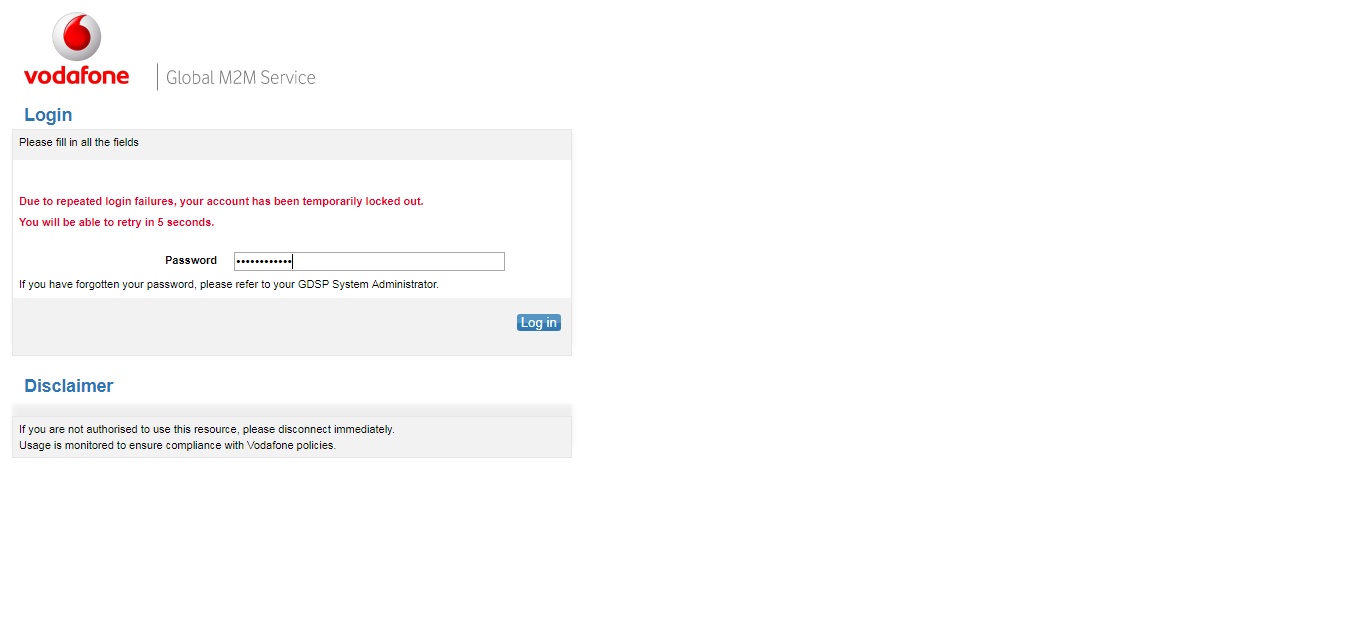 vodafone
Global M2M Service
Login
Please fill in all the fields
Due to repeated login failures, your account has been temporarily locked out.
You will be able to retry in 5 seconds.
Password ••••••••••••
If you have forgotten your password, please refer to your GDSP System Administrator.
Log in
Disclaimer
If you are not authorised to use this resource, please disconnect immediately.
Usage is monitored to ensure compliance with Vodafone policies.